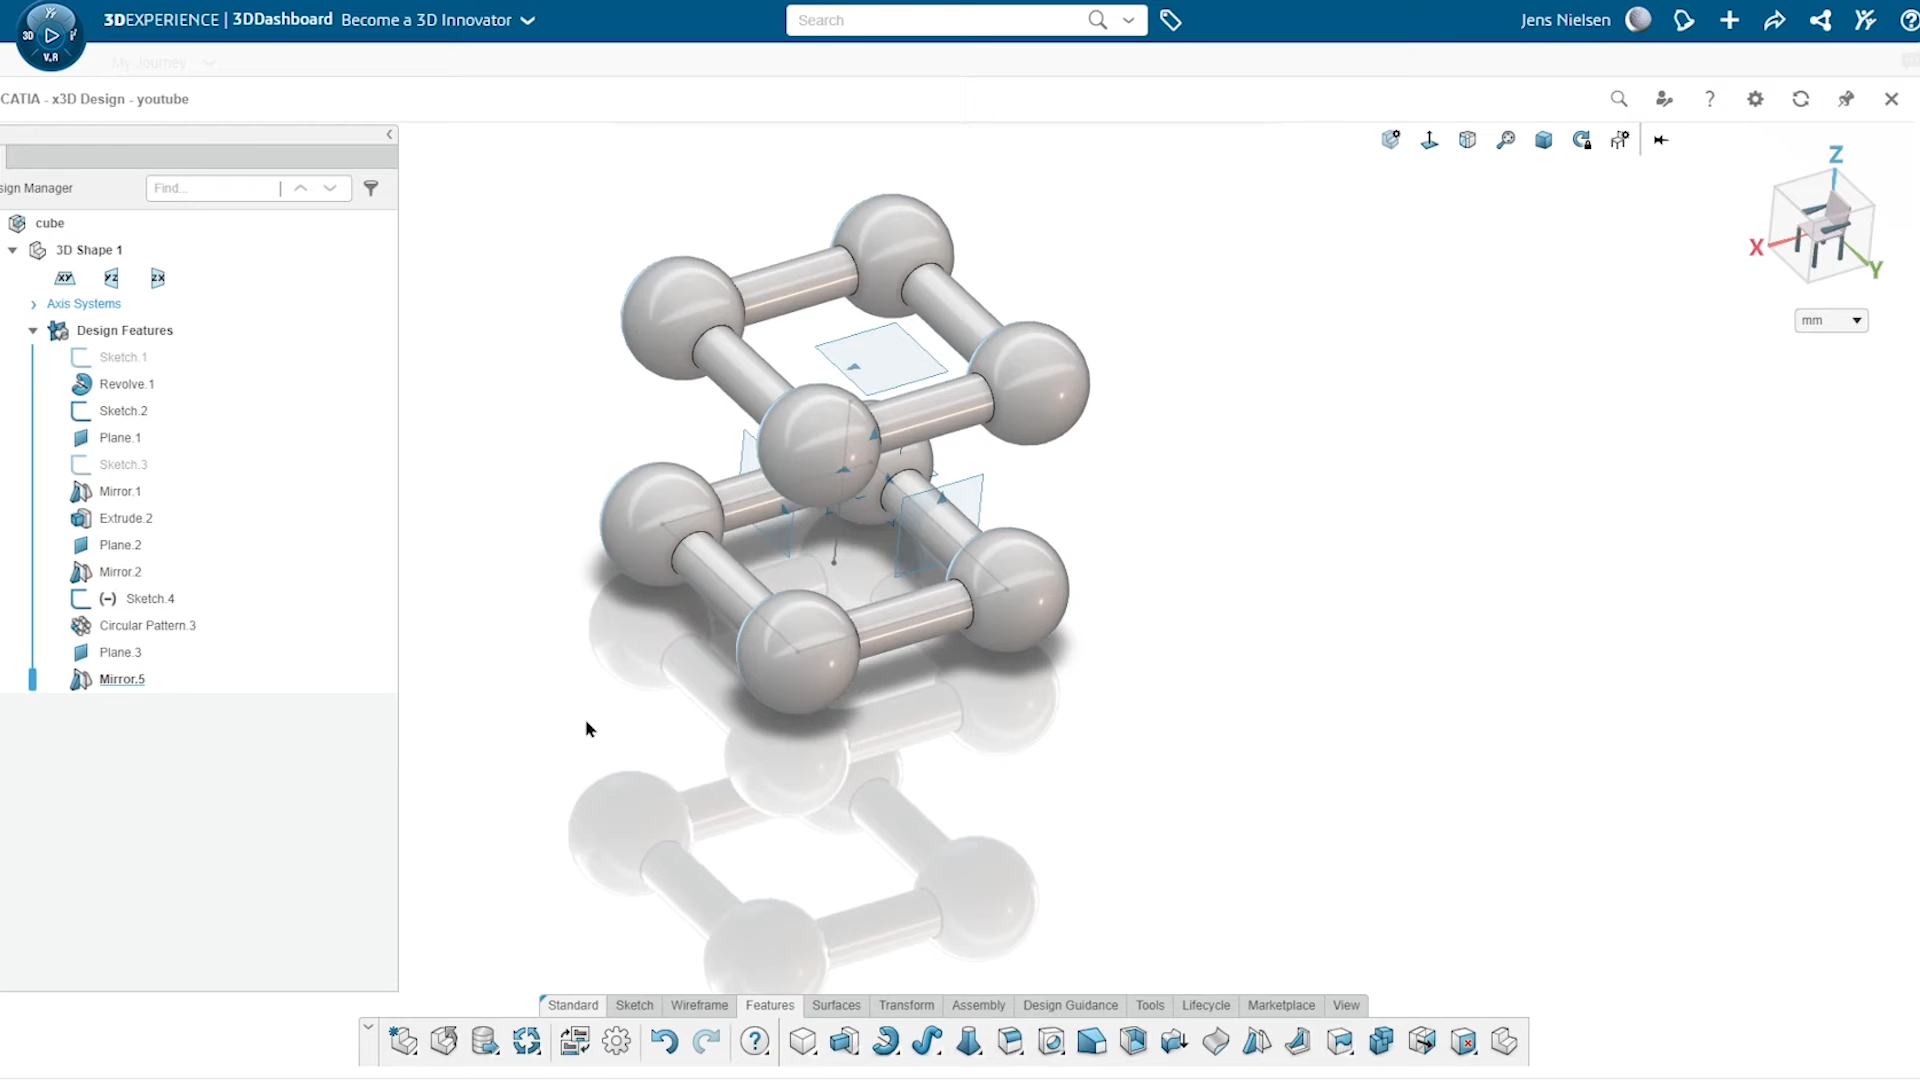 3DEXPERIENCE | 3DDashboard Become a 3D Innovator
Search
Jens Nielsen
3D
V.R
My Journey
CATIA - x3D Design - youtube
sign Manager
Find...
cube
3D Shape 1
XY YZ ZX
Axis Systems
Design Features
Sketch.1
Revolve.1
Sketch.2
Plane.1
Sketch.3
Mirror.1
Extrude.2
Plane.2
Mirror.2
(-) Sketch.4
Circular Pattern.3
Plane.3
Mirror.5
Z
X
Y
mm
Standard Sketch Wireframe Features Surfaces Transform Assembly Design Guidance Tools Lifecycle Marketplace View